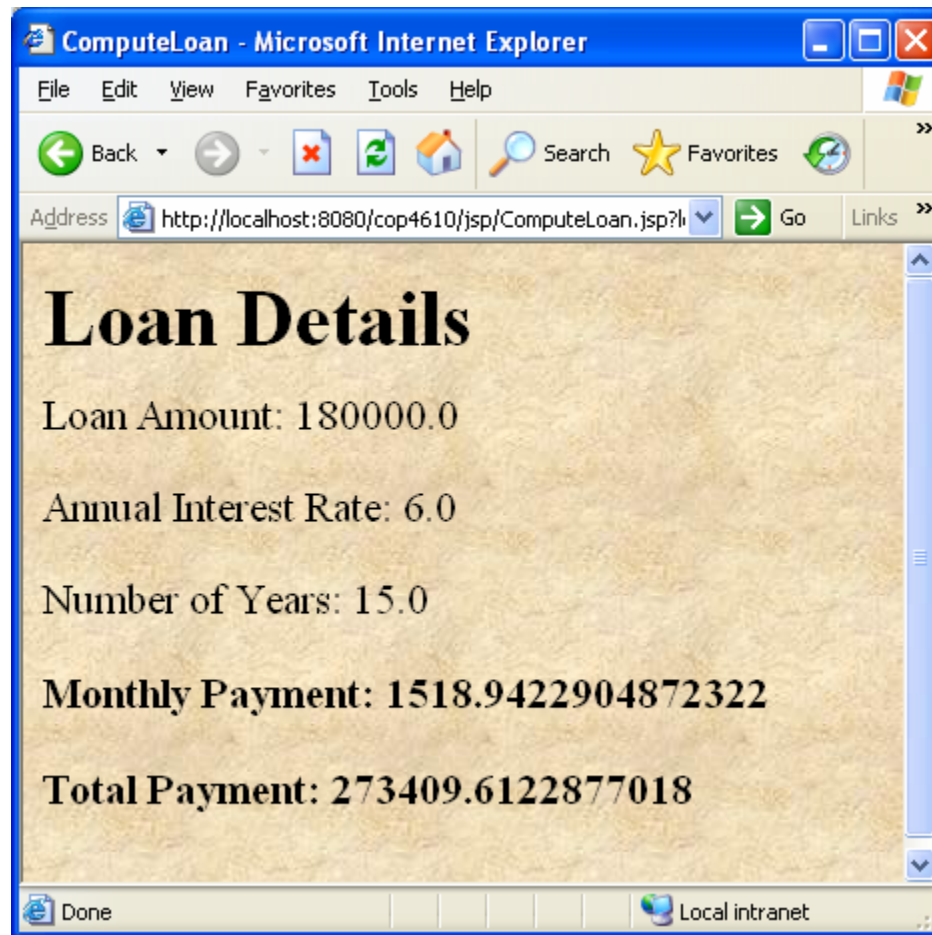 ComputeLoan - Microsoft Internet Explorer
File Edit View Favorites Tools Help
Back Search Favorites »
Address http://localhost:8080/cop4610/jsp/ComputeLoan.jsp? Go Links »
Loan Details
Loan Amount: 180000.0
Annual Interest Rate: 6.0
Number of Years: 15.0
Monthly Payment: 1518.9422904872322
Total Payment: 273409.6122877018
Done Local intranet